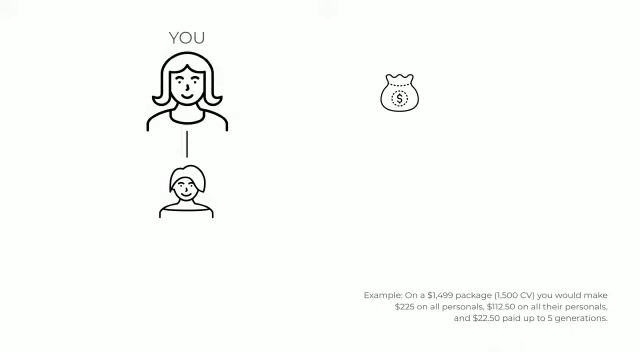 YOU
$
Example: On a $1,499 package (1,500 CV) you would make
$225 on all personals, $112.50 on all their personals,
and $22.50 paid up to 5 generations.